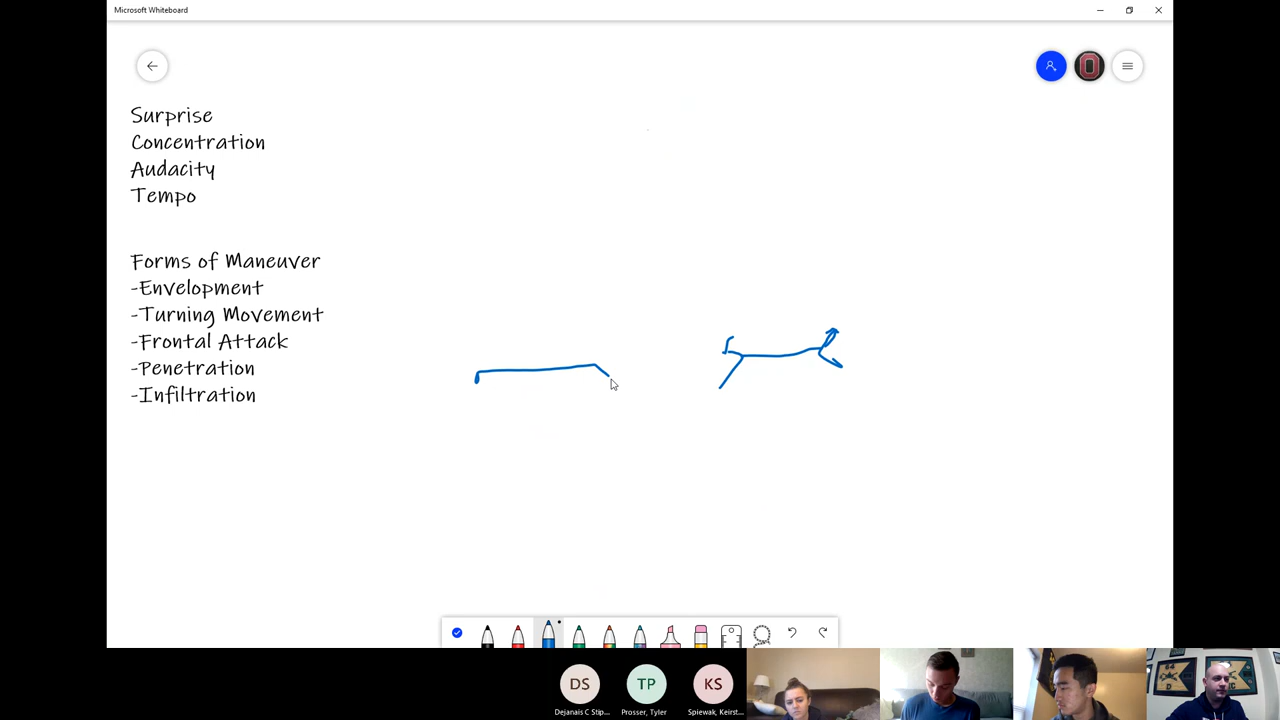 Microsoft Whiteboard
Surprise
Concentration
Audacity
Tempo
Forms of Maneuver
-Envelopment
-Turning Movement
-Frontal Attack
-Penetration
-Infiltration
DS
TP
KS
Dejanais C Stip...
Prosser, Tyler
Spiewak, Keirst...